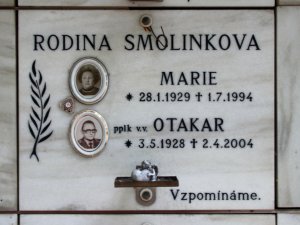 RODINA SMOLINKOVA
MARIE
* 28.1.1929 + 1.7.1994
pplk v.v. OTAKAR
* 3.5.1928 + 2.4.2004
Vzpomínáme.